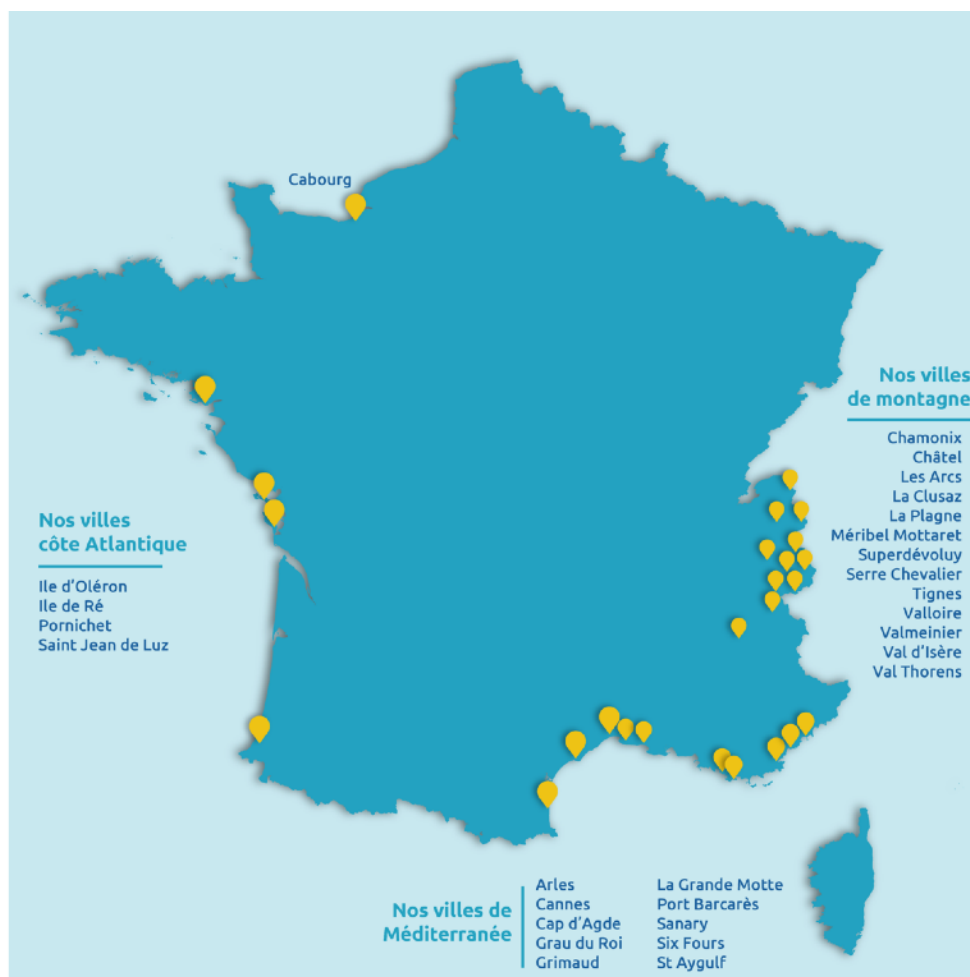 Cabourg
Nos villes
de montagne
Chamonix
Châtel
Les Arcs
La Clusaz
La Plagne
Méribel Mottaret
Superdévoluy
Serre Chevalier
Tignes
Valloire
Valmeinier
Val d'Isère
Val Thorens
Nos villes
côte Atlantique
Ile d'Oléron
Ile de Ré
Pornichet
Saint Jean de Luz
Nos villes de
Méditerranée
Arles
Cannes
Cap d'Agde
Grau du Roi
Grimaud
La Grande Motte
Port Barcarès
Sanary
Six Fours
St Aygulf